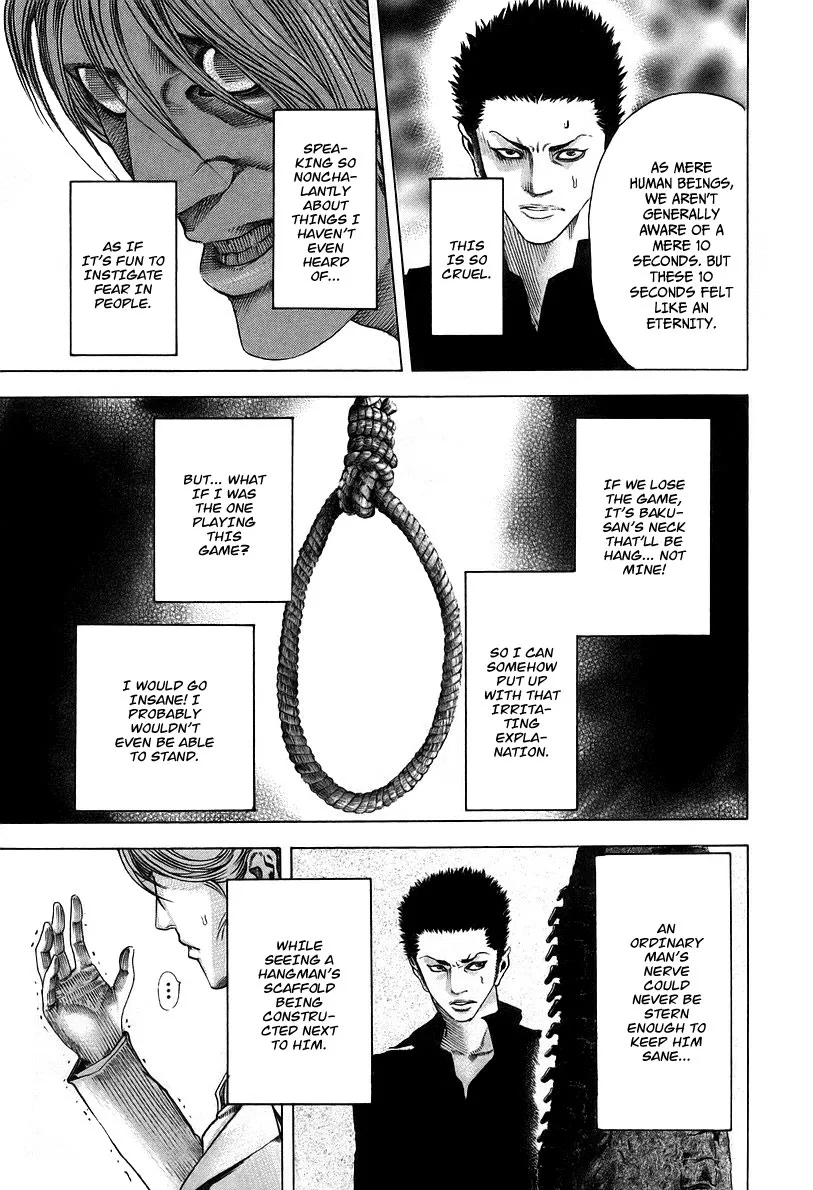 AS MERE
HUMAN BEINGS,
WE AREN'T
GENERALLY
AWARE OF A
MERE 10
SECONDS. BUT
THESE 10
SECONDS FELT
LIKE AN
ETERNITY.
THIS
IS SO
CRUEL.
SPEA-
KING SO
NONCHA-
LANTLY
ABOUT
THINGS I
HAVEN'T
EVEN
HEARD
OF...
AS IF
IT'S FUN TO
INSTIGATE
FEAR IN
PEOPLE.
IF WE LOSE
THE GAME,
IT'S BAKU-
SAN'S NECK
THAT'LL BE
HANG... NOT
MINE!
SO I CAN
SOMEHOW
PUT UP
WITH THAT
IRRITA-
TING
EXPLA-
NATION.
BUT... WHAT
IF I WAS
THE ONE
PLAYING
THIS
GAME?
I WOULD GO
INSANE! I
PROBABLY
WOULDN'T
EVEN BE ABLE
TO STAND.
AN
ORDINARY
MAN'S
NERVE
COULD
NEVER BE
STERN
ENOUGH TO
KEEP HIM
SANE...
WHILE
SEEING A
HANGMAN'S
SCAFFOLD
BEING
CONSTRU-
CTED NEXT
TO HIM.
...